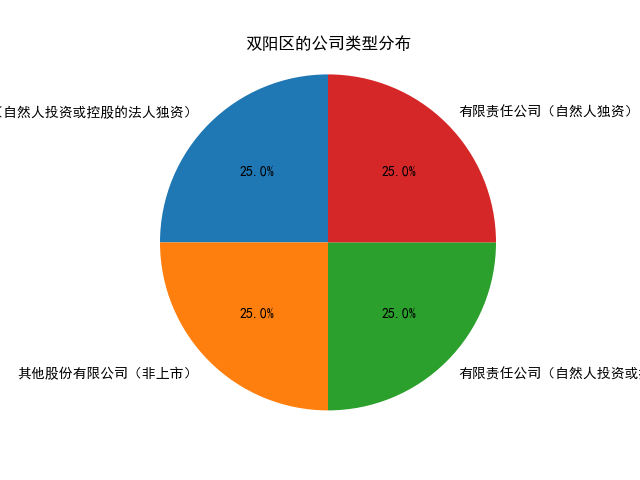 双阳区的公司类型分布
（自然人投资或控股的法人独资）
有限责任公司（自然人独资）
25.0%
25.0%
25.0%
25.0%
其他股份有限公司（非上市）
有限责任公司（自然人投资或